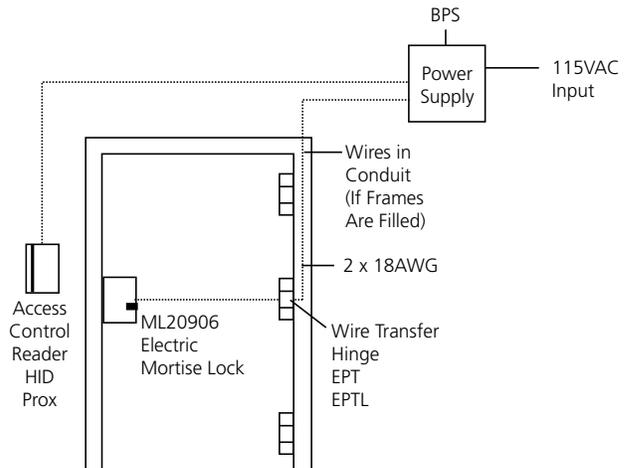 BPS
Power
Supply
115VAC
Input
Wires in
Conduit
(If Frames
Are Filled)
2 x 18AWG
Access
Control
Reader
HID
Prox
ML20906
Electric
Mortise Lock
Wire Transfer
Hinge
EPT
EPTL